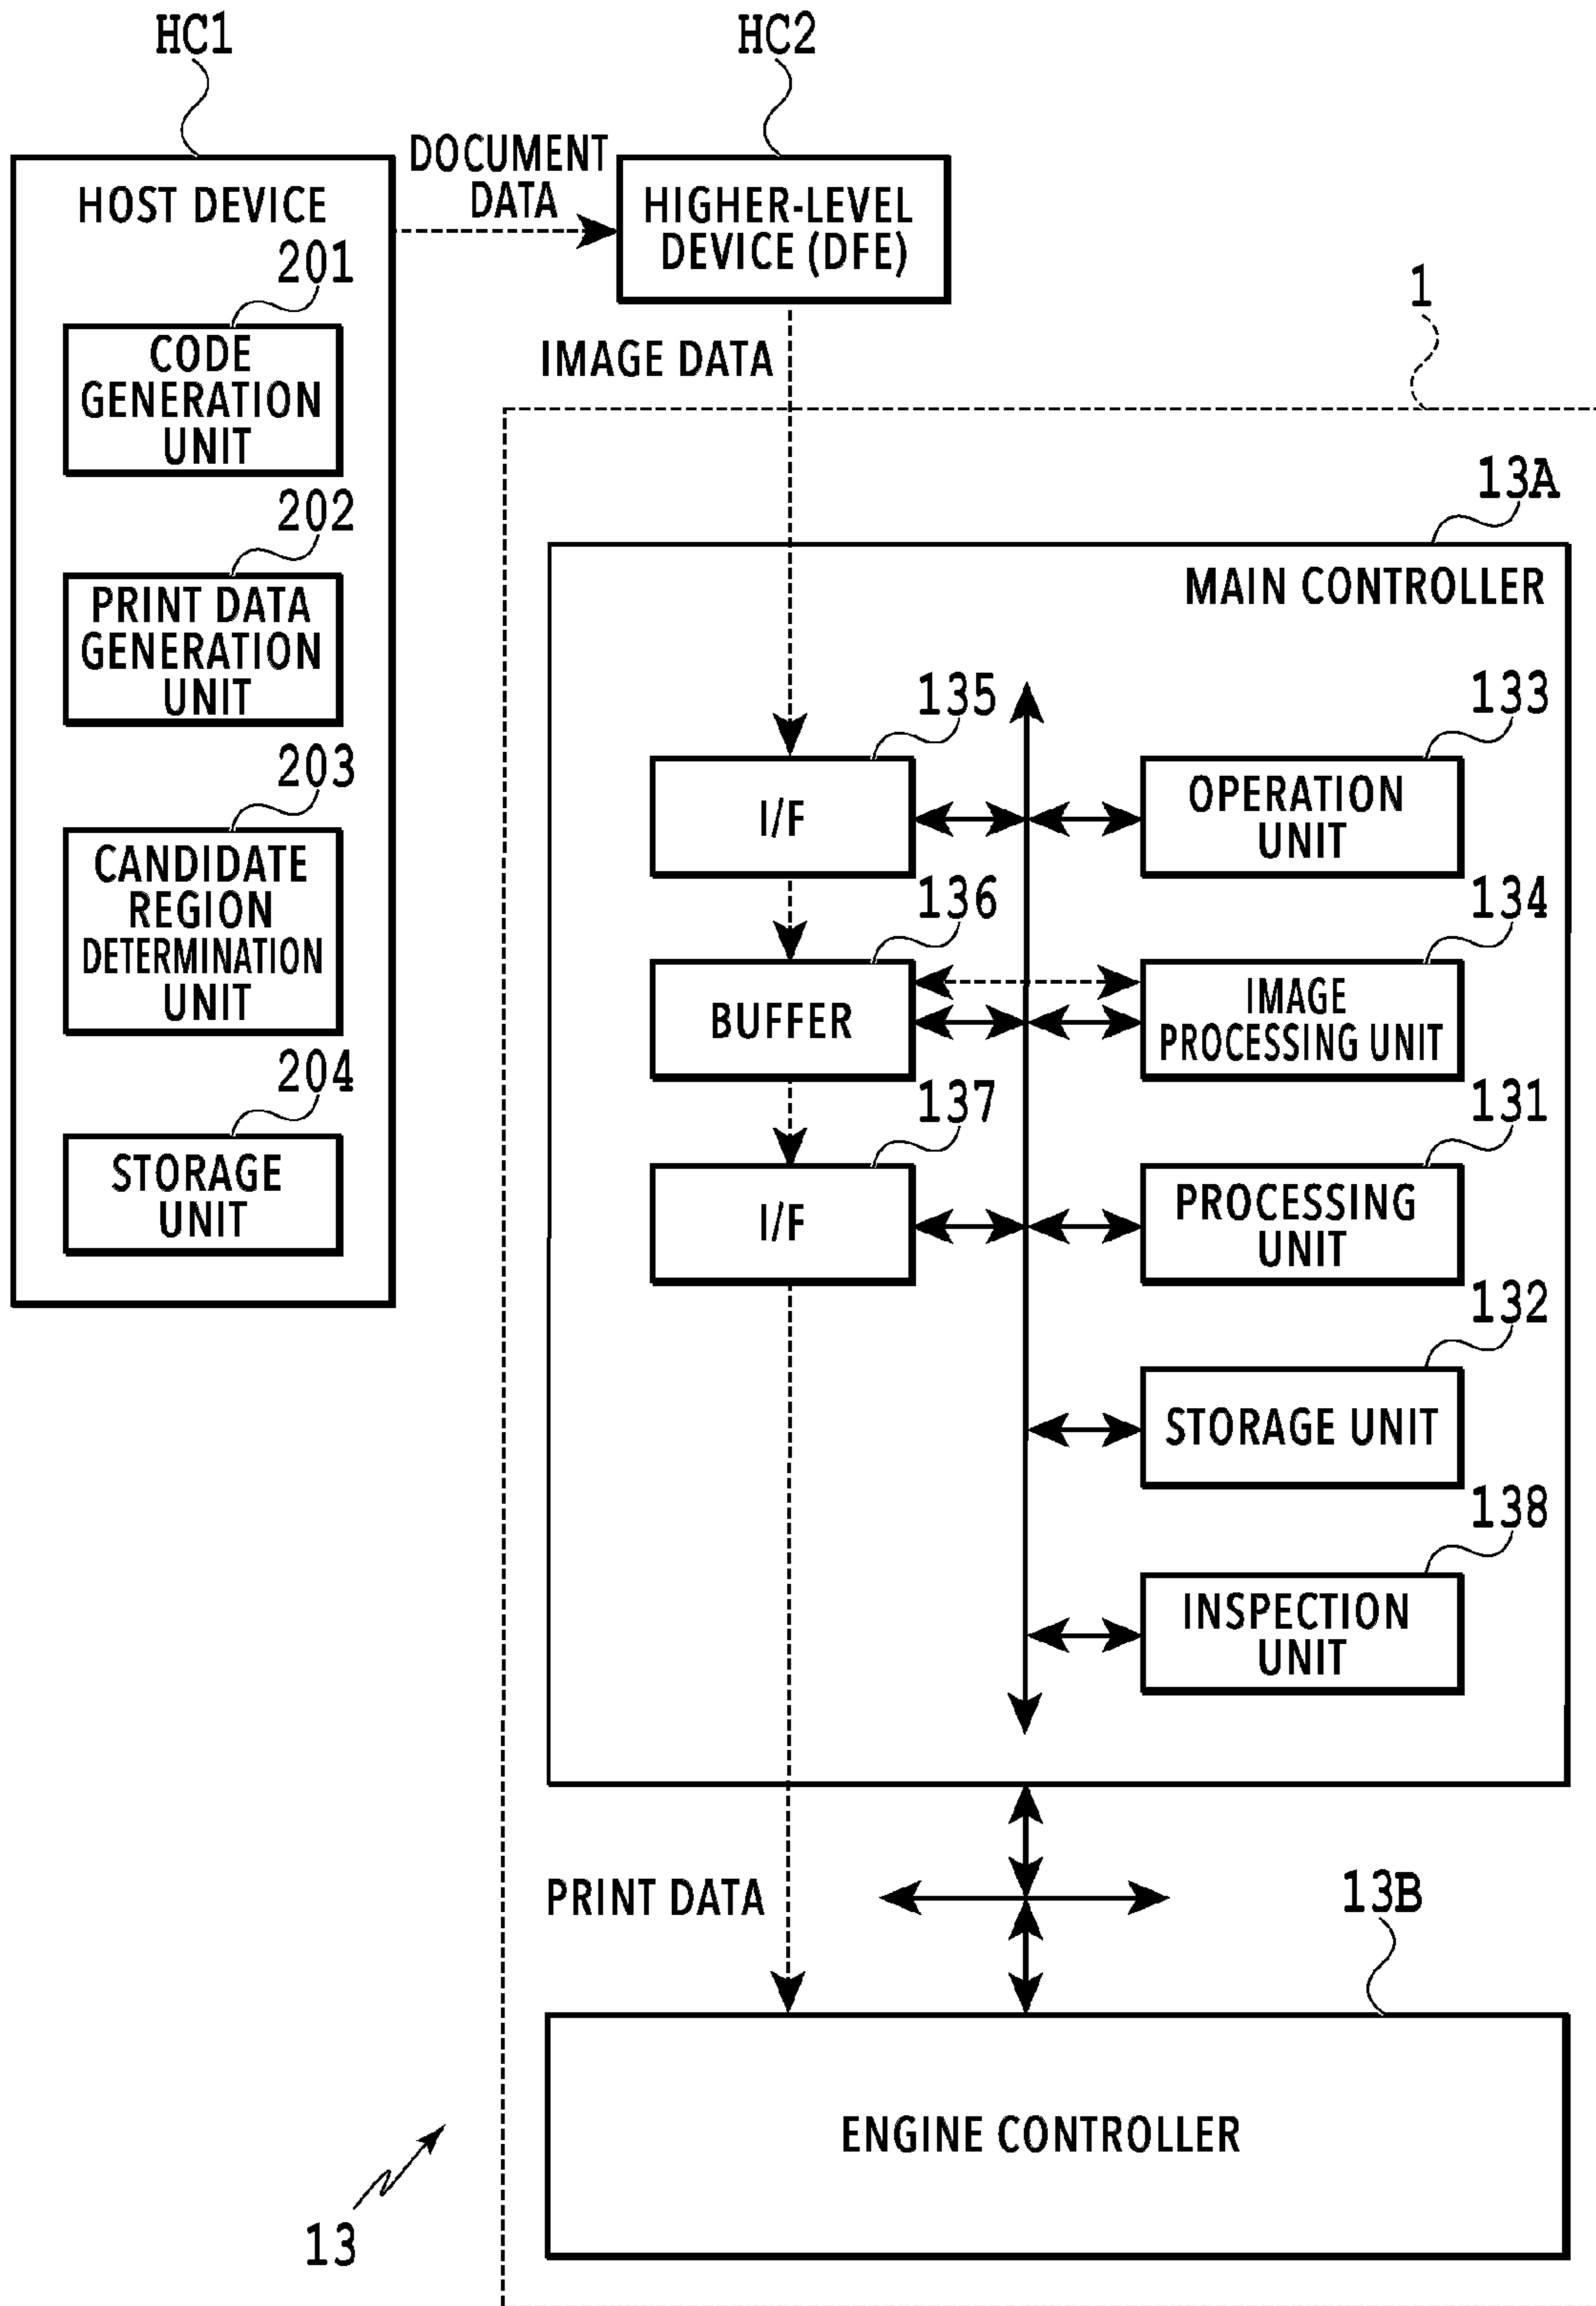 HC1
HC2
HOST DEVICE
DOCUMENT
DATA
HIGHER-LEVEL
DEVICE (DFE)
201
CODE
GENERATION
UNIT
202
PRINT DATA
GENERATION
UNIT
203
CANDIDATE
REGION
DETERMINATION
UNIT
204
STORAGE
UNIT
IMAGE DATA
1
13A
MAIN CONTROLLER
135
I/F
133
OPERATION
UNIT
136
BUFFER
134
IMAGE
PROCESSING UNIT
137
I/F
131
PROCESSING
UNIT
132
STORAGE UNIT
138
INSPECTION
UNIT
PRINT DATA
13B
ENGINE CONTROLLER
13